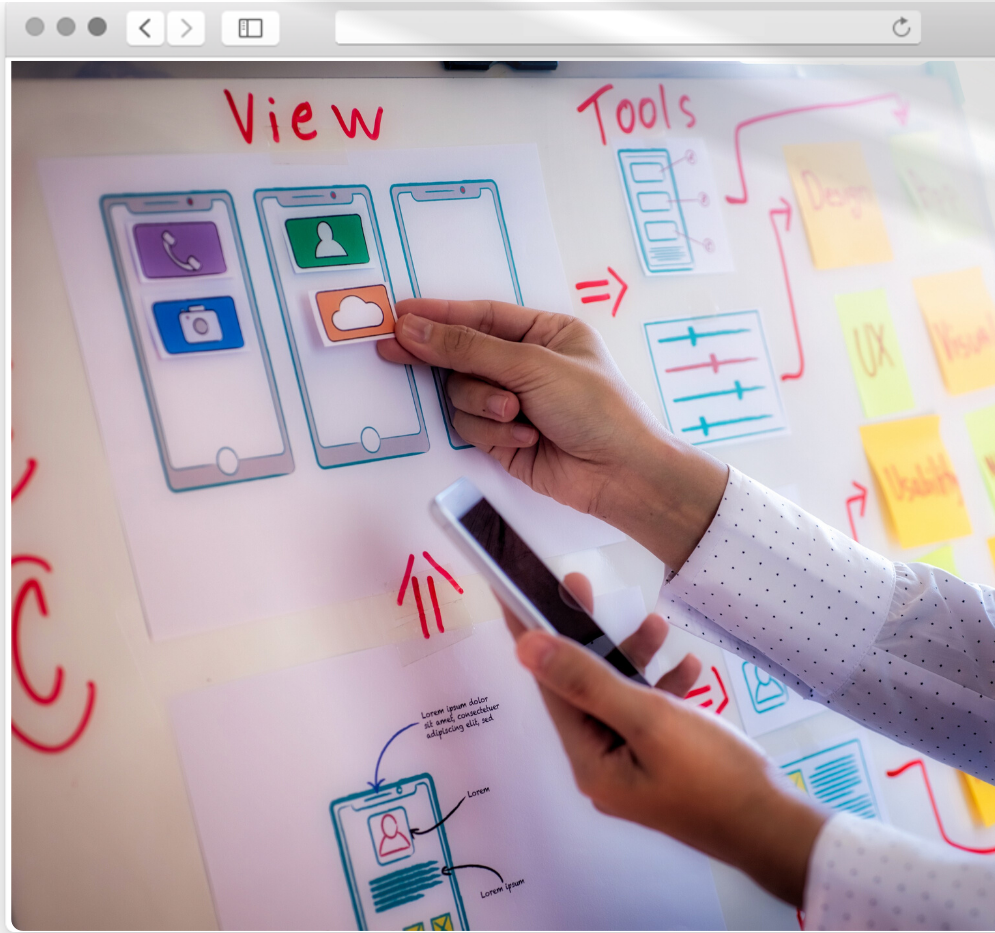 View
Tools
Design
UX
Visual
Usability
Lorem ipsum dolor
sit amet, consectetuer
adipiscing elit, sed
Lorem
Lorem ipsum